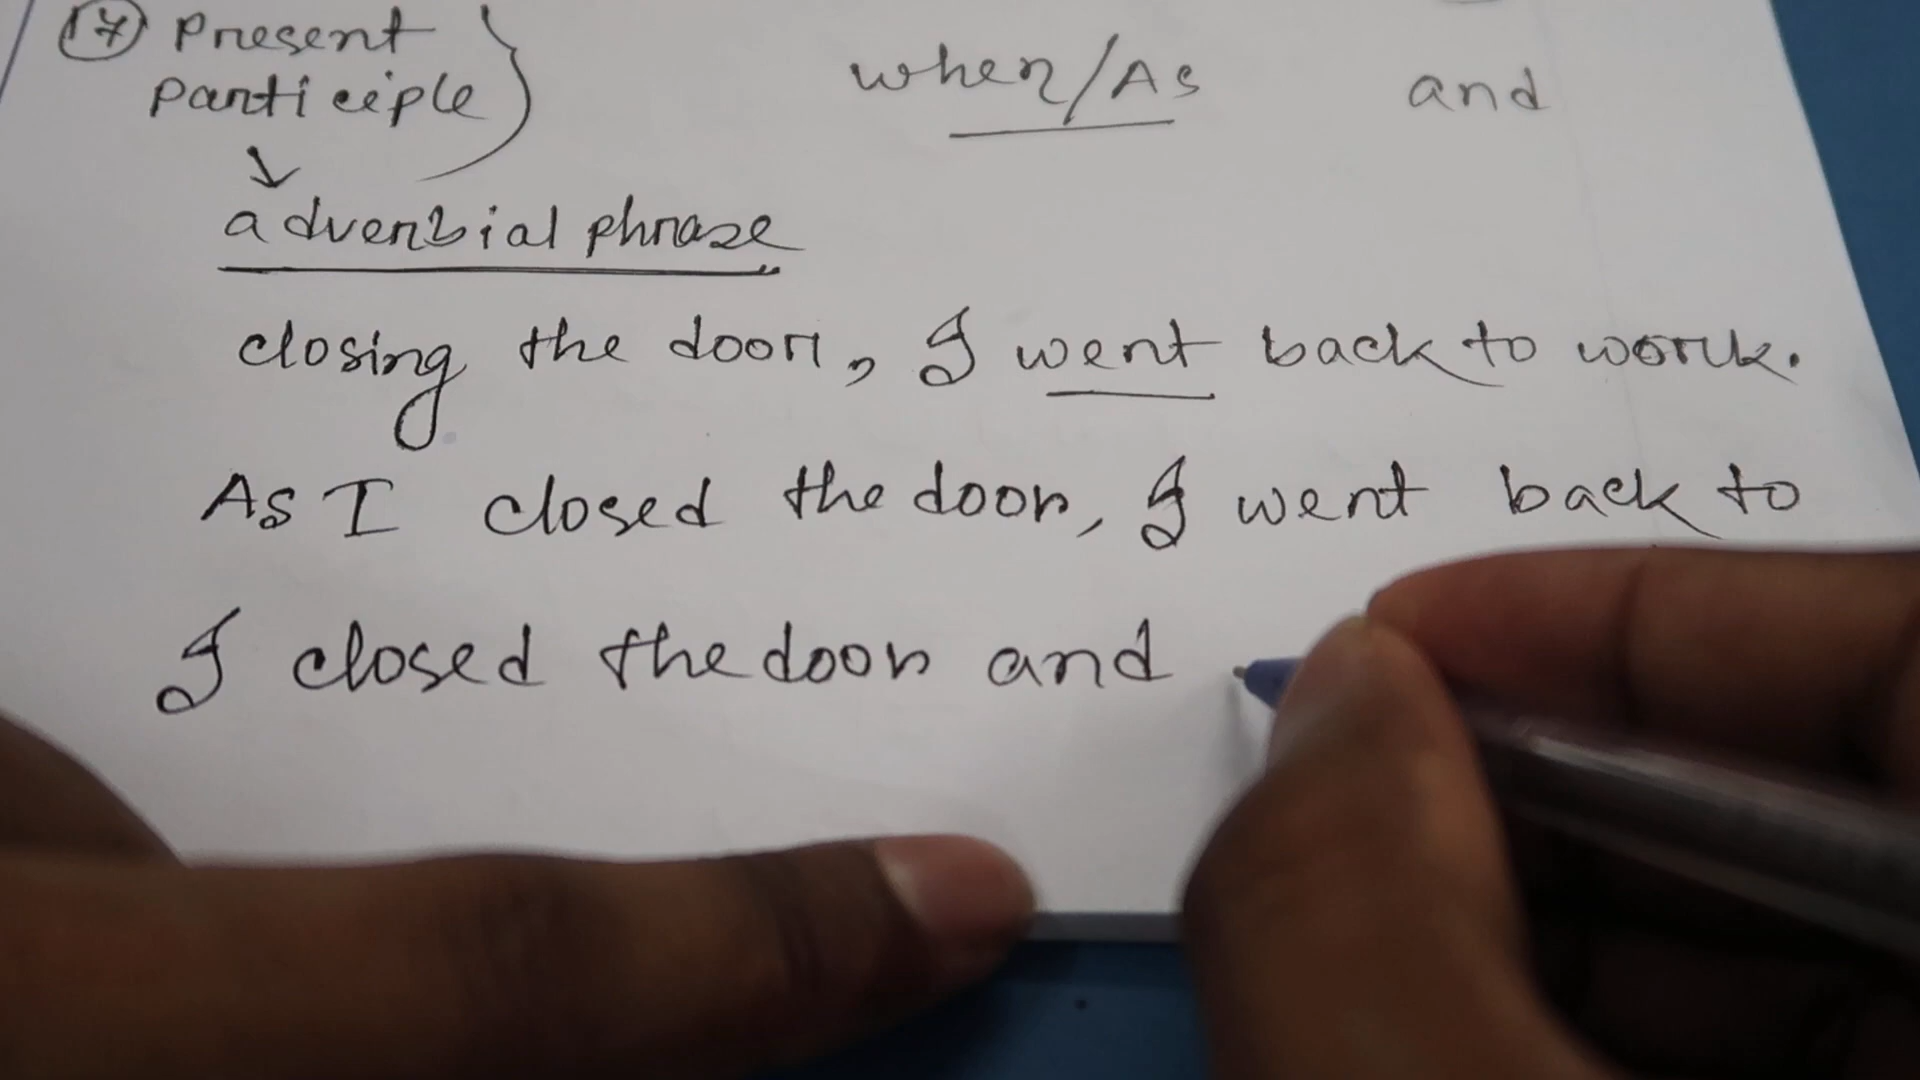 17 Present
participle
when/As
and
↓
adverbial phrase
closing the door, I went back to work.
As I closed the door, I went back to
I closed the door and